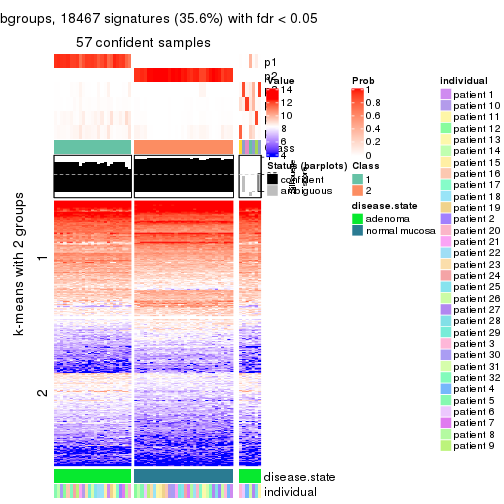 bgroups, 18467 signatures (35.6%) with fdr < 0.05
57 confident samples
p1
p2
Value
14
12
10
8
6
4
Prob
1
0.8
0.6
0.4
0.2
0
Status (barplots)
confident
ambiguous
Class
1
2
disease.state
adenoma
normal mucosa
individual
patient 1
patient 10
patient 11
patient 12
patient 13
patient 14
patient 15
patient 16
patient 17
patient 18
patient 19
patient 2
patient 20
patient 21
patient 22
patient 23
patient 24
patient 25
patient 26
patient 27
patient 28
patient 29
patient 3
patient 30
patient 31
patient 32
patient 4
patient 5
patient 6
patient 7
patient 8
patient 9
k-means with 2 groups
1
2
disease.state
individual